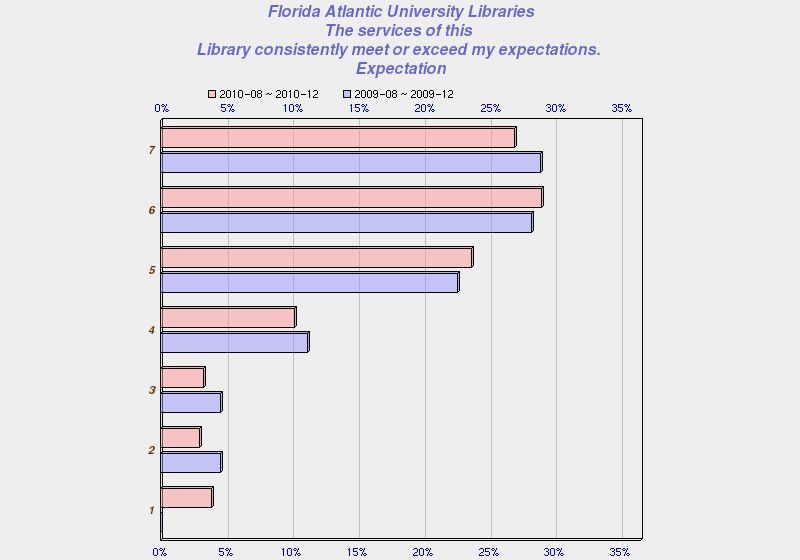 Florida Atlantic University Libraries
The services of this
Library consistently meet or exceed my expectations.
Expectation
2010-08 ~ 2010-12 2009-08 ~ 2009-12
0% 5% 10% 15% 20% 25% 30% 35%
7
6
5
4
3
2
1
0% 5% 10% 15% 20% 25% 30% 35%